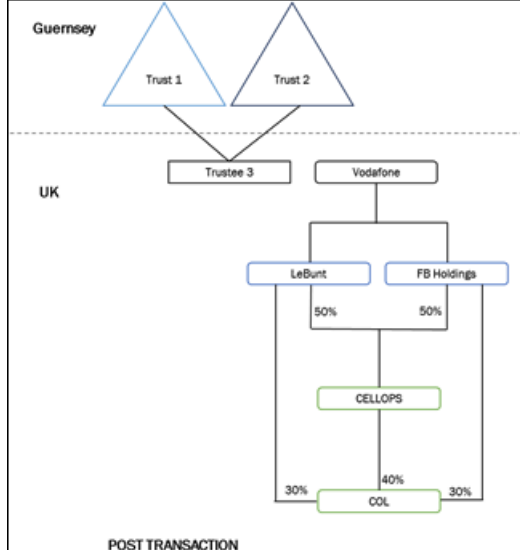 Guernsey
Trust 1
Trust 2
Trustee 3
Vodafone
UK
LeBunt
FB Holdings
50%
50%
CELLOPS
40%
30%
30%
COL
POST TRANSACTION